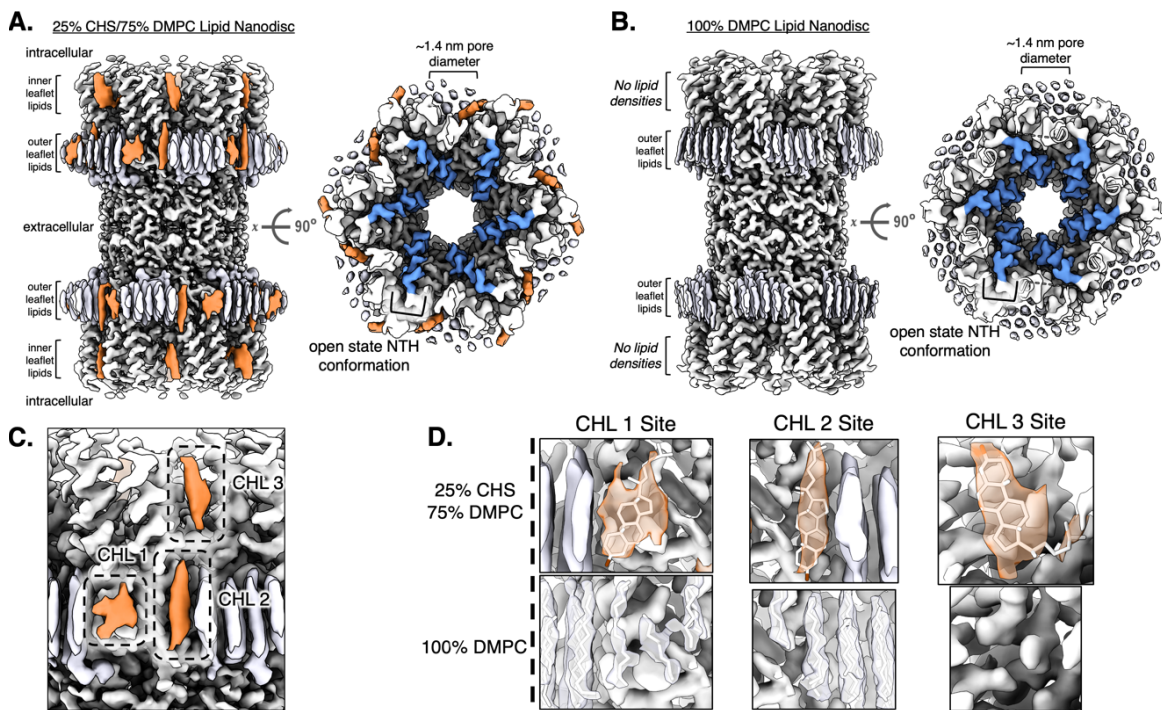 A.
25% CHS/75% DMPC Lipid Nanodisc
intracellular
inner
leaflet
lipids
outer
leaflet
lipids
extracellular
outer
leaflet
lipids
inner
leaflet
lipids
intracellular
x
90°
~1.4 nm pore
diameter
open state NTH
conformation
B.
100% DMPC Lipid Nanodisc
No lipid
densities
outer
leaflet
lipids
outer
leaflet
lipids
No lipid
densities
x
90°
~1.4 nm pore
diameter
open state NTH
conformation
C.
CHL 3
CHL 1
CHL 2
D.
CHL 1 Site
CHL 2 Site
CHL 3 Site
25% CHS
75% DMPC
100% DMPC